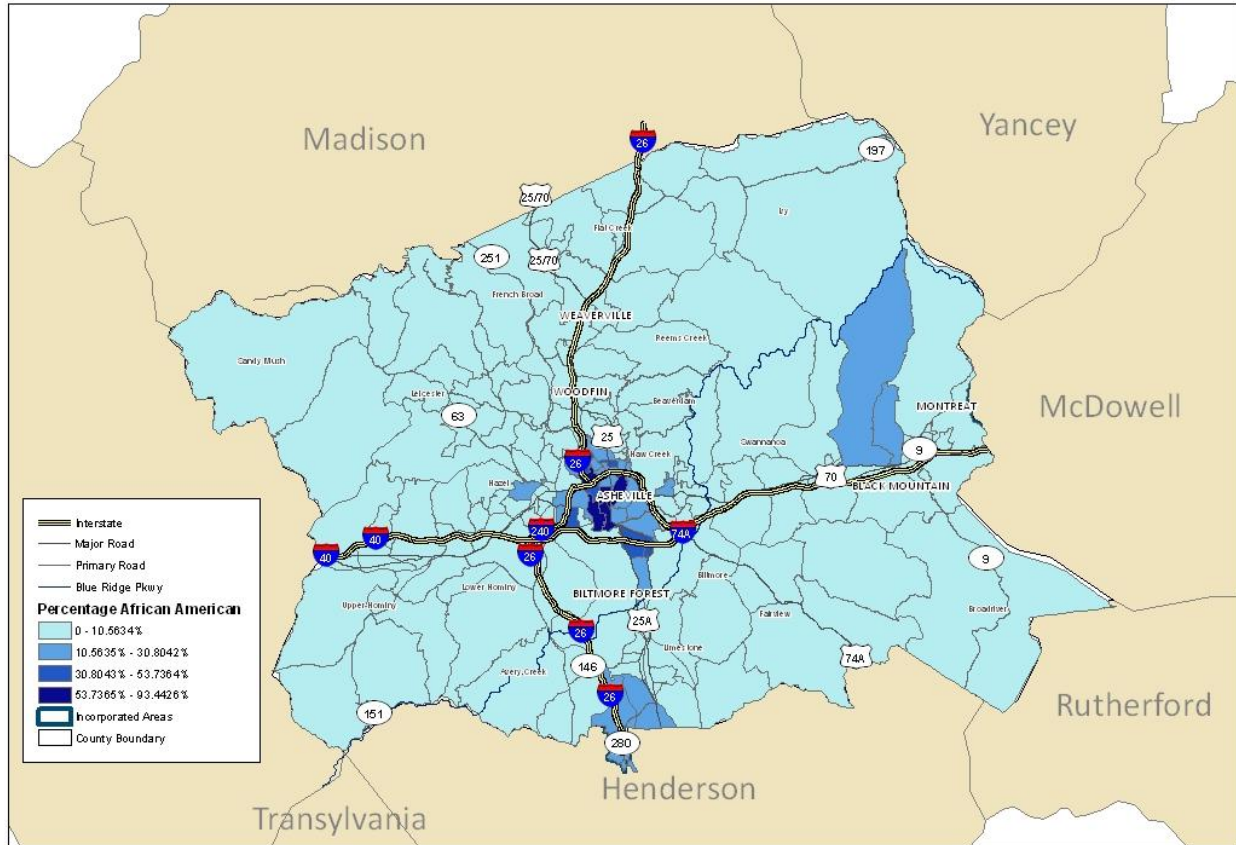 Madison
Yancey
26
197
25/70
Ivy
Flat Creek
251
25/70
French Broad
WEAVERVILLE
Reems Creek
Sandy Mush
WOODFIN
Leicester
Beaverdam
MONTREAT
McDowell
63
25
Swannanoa
Haw Creek
9
26
70
BLACK MOUNTAIN
Hazel
ASHEVILLE
240
74A
40
40
26
9
Lower Hominy
Biltmore
Upper Hominy
BILTMORE FOREST
Fairview
Broadriver
25A
26
Limestone
146
74A
Avery Creek
26
151
280
Rutherford
Henderson
Transylvania
Interstate
Major Road
Primary Road
Blue Ridge Pkwy
Percentage African American
0 - 10.5634%
10.5635% - 30.8042%
30.8043% - 53.7364%
53.7365% - 93.4426%
Incorporated Areas
County Boundary